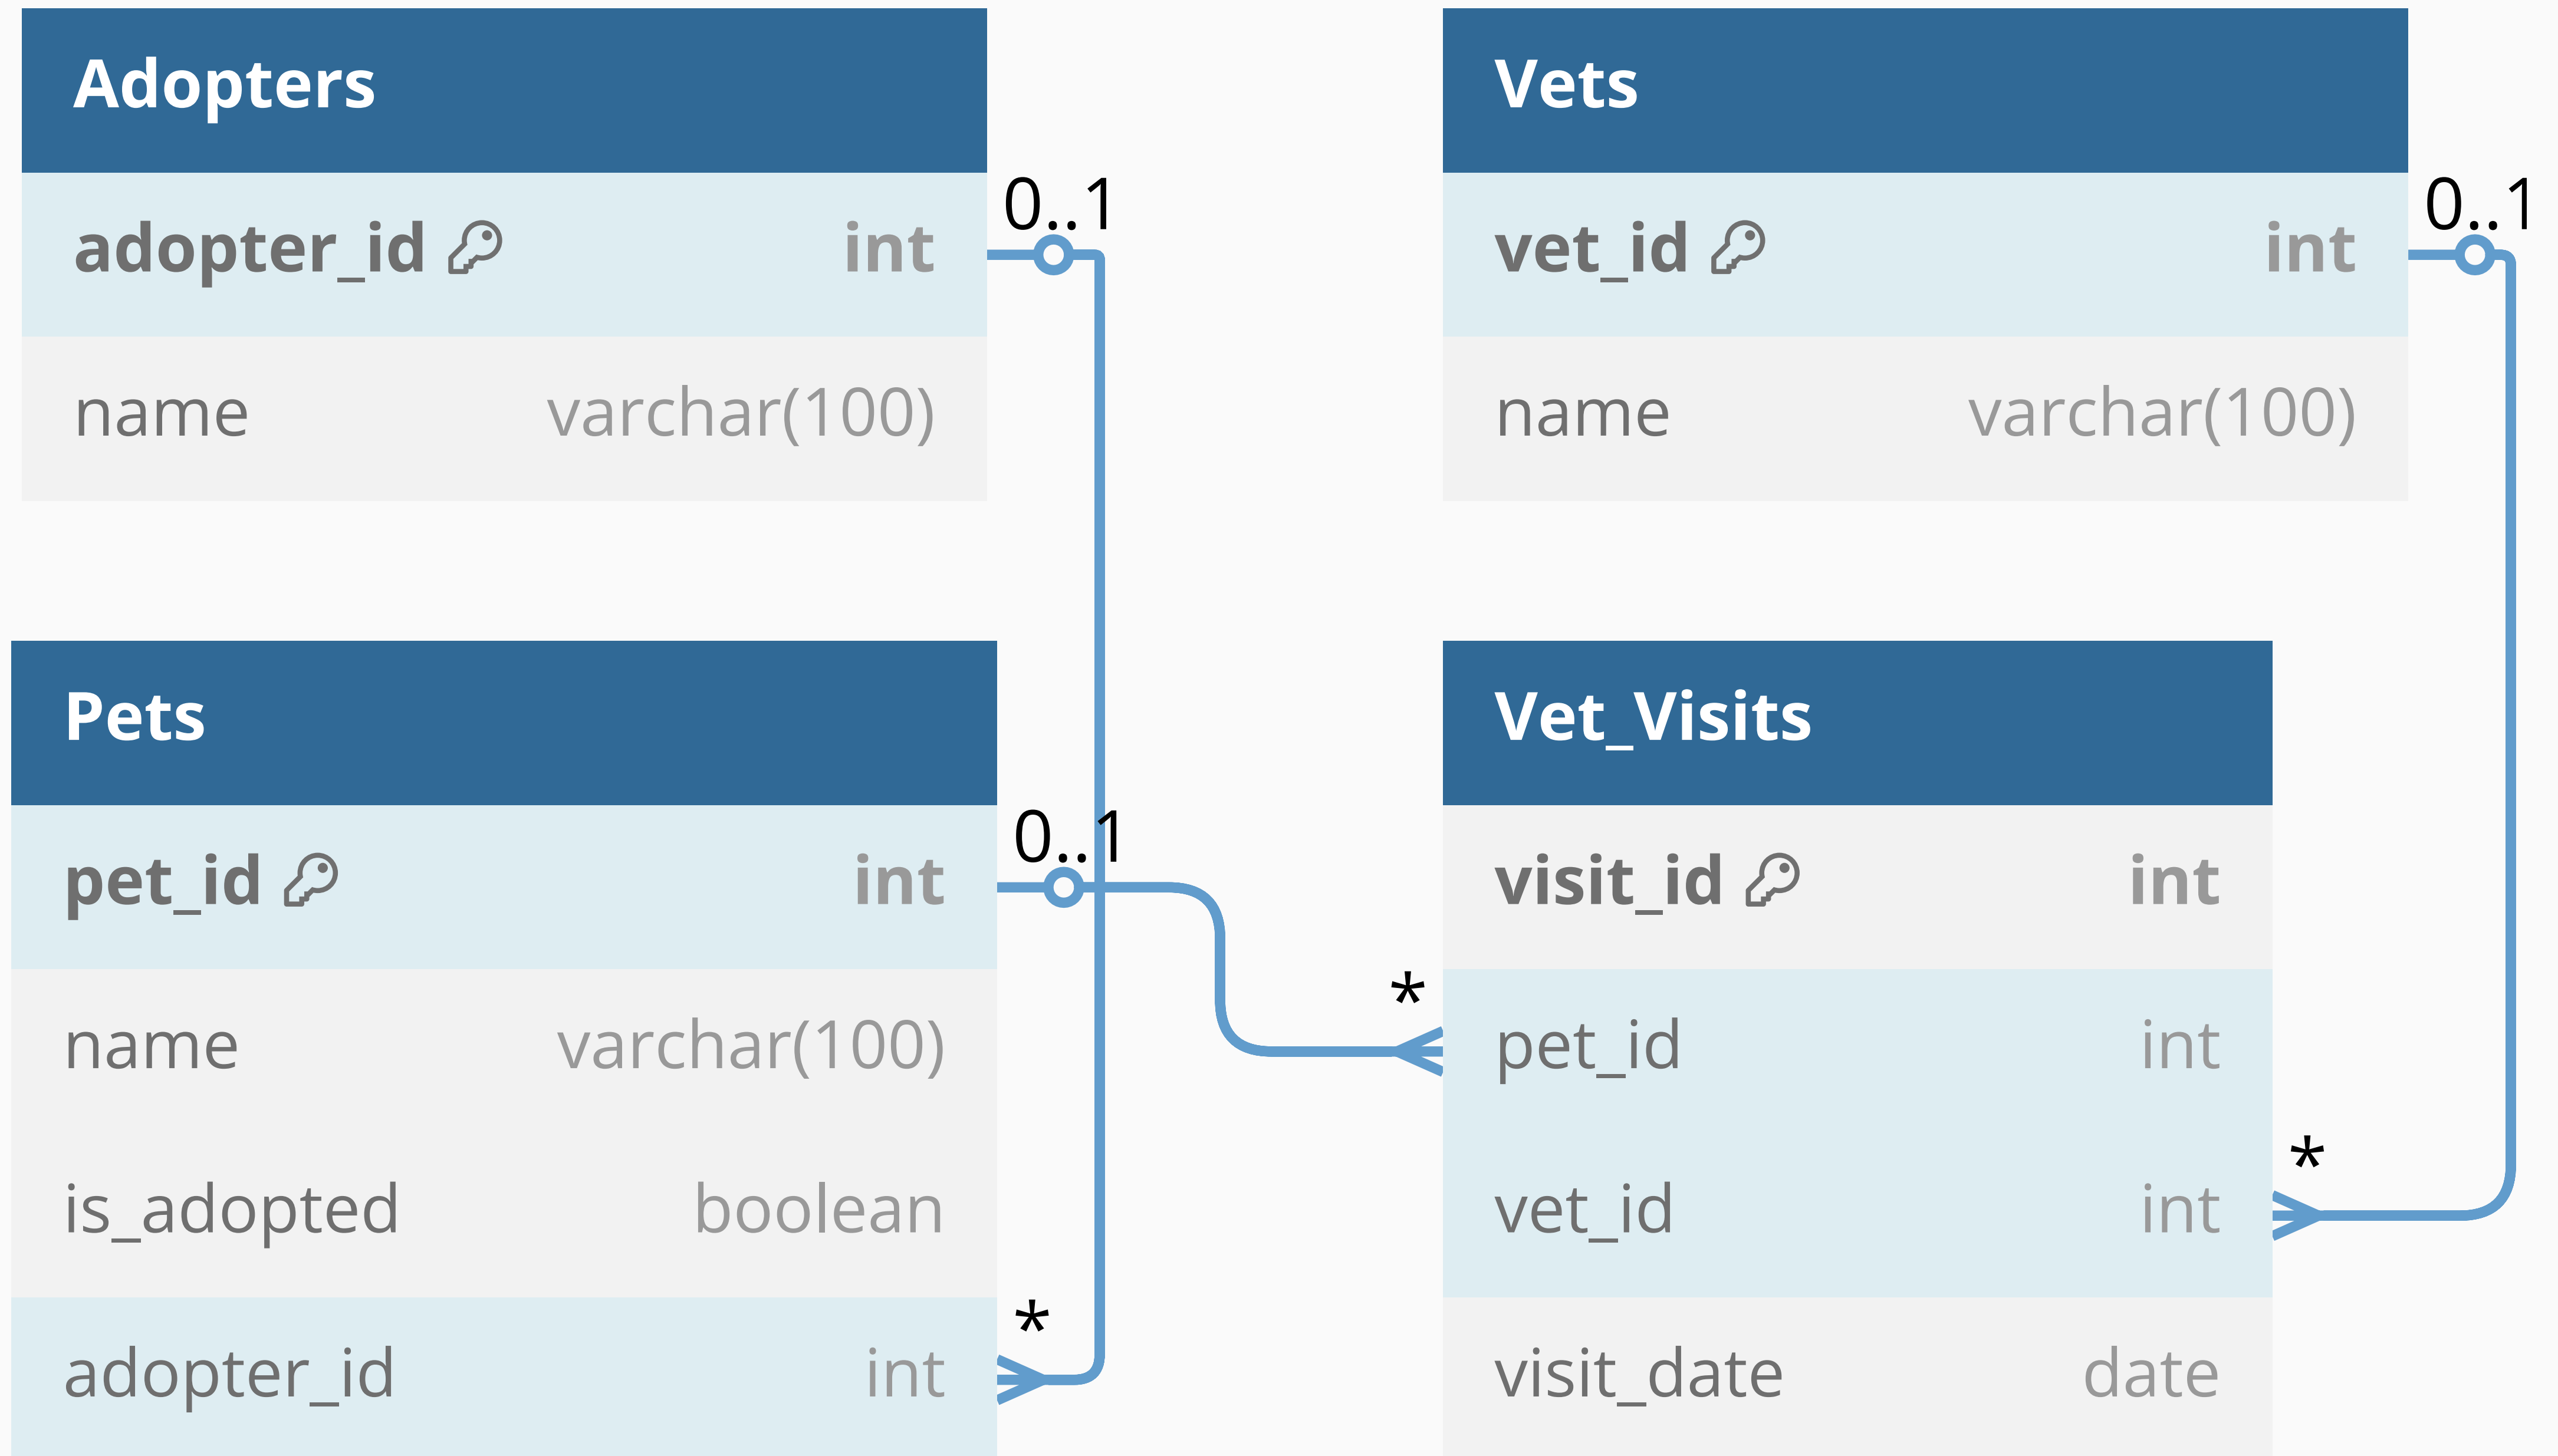 Adopters
adopter_id int
name varchar(100)
0..1
Vets
vet_id int
name varchar(100)
0..1
Pets
pet_id int
name varchar(100)
is_adopted boolean
adopter_id int
0..1
*
Vet_Visits
visit_id int
pet_id int
vet_id int
visit_date date
*
*